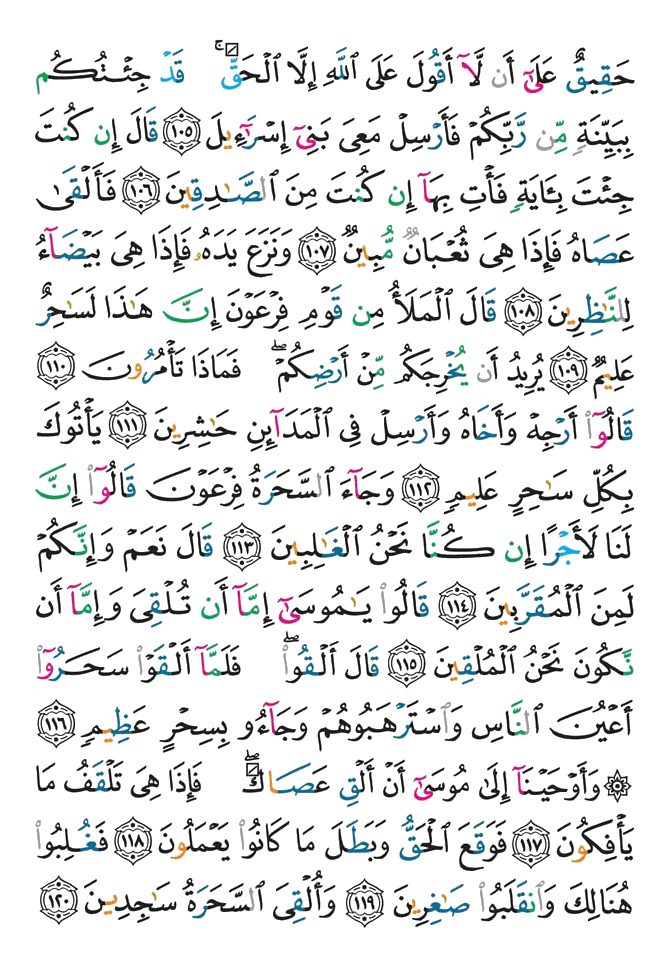 حَقِيقٌ عَلَىٰٓ أَن لَّآ أَقُولَ عَلَى ٱللَّهِ إِلَّا ٱلْحَقَّ ۚ قَدْ جِئْتُكُم
بِبَيِّنَةٍ مِّن رَّبِّكُمْ فَأَرْسِلْ مَعِىَ بَنِىٓ إِسْرَٰٓءِيلَ ١٠٥ قَالَ إِن كُنتَ
جِئْتَ بِـَٔايَةٍ فَأْتِ بِهَآ إِن كُنتَ مِنَ ٱلصَّـٰدِقِينَ ١٠٦ فَأَلْقَىٰ
عَصَاهُ فَإِذَا هِىَ ثُعْبَانٌ مُّبِينٌ ١٠٧ وَنَزَعَ يَدَهُۥ فَإِذَا هِىَ بَيْضَآءُ
لِلنَّـٰظِرِينَ ١٠٨ قَالَ ٱلْمَلَأُ مِن قَوْمِ فِرْعَوْنَ إِنَّ هَـٰذَا لَسَـٰحِرٌ
عَلِيمٌ ١٠٩ يُرِيدُ أَن يُخْرِجَكُم مِّنْ أَرْضِكُمْ ۖ فَمَاذَا تَأْمُرُونَ ١١٠
قَالُوٓا۟ أَرْجِهْ وَأَخَاهُ وَأَرْسِلْ فِى ٱلْمَدَآئِنِ حَـٰشِرِينَ ١١١ يَأْتُوكَ
بِكُلِّ سَـٰحِرٍ عَلِيمٍ ١١٢ وَجَآءَ ٱلسَّحَرَةُ فِرْعَوْنَ قَالُوٓا۟ إِنَّ
لَنَا لَأَجْرًا إِن كُنَّا نَحْنُ ٱلْغَـٰلِبِينَ ١١٣ قَالَ نَعَمْ وَإِنَّكُمْ
لَمِنَ ٱلْمُقَرَّبِينَ ١١٤ قَالُوا۟ يَـٰمُوسَىٰٓ إِمَّآ أَن تُلْقِىَ وَإِمَّآ أَن
نَّكُونَ نَحْنُ ٱلْمُلْقِينَ ١١٥ قَالَ أَلْقُوا۟ ۖ فَلَمَّآ أَلْقَوْا۟ سَحَرُوٓا۟
أَعْيُنَ ٱلنَّاسِ وَٱسْتَرْهَبُوهُمْ وَجَآءُو بِسِحْرٍ عَظِيمٍ ١١٦
۞ وَأَوْحَيْنَآ إِلَىٰ مُوسَىٰٓ أَنْ أَلْقِ عَصَاكَ ۖ فَإِذَا هِىَ تَلْقَفُ مَا
يَأْفِكُونَ ١١٧ فَوَقَعَ ٱلْحَقُّ وَبَطَلَ مَا كَانُوا۟ يَعْمَلُونَ ١١٨ فَغُلِبُوا۟
هُنَالِكَ وَٱنقَلَبُوا۟ صَـٰغِرِينَ ١١٩ وَأُلْقِىَ ٱلسَّحَرَةُ سَـٰجِدِينَ ١٢٠